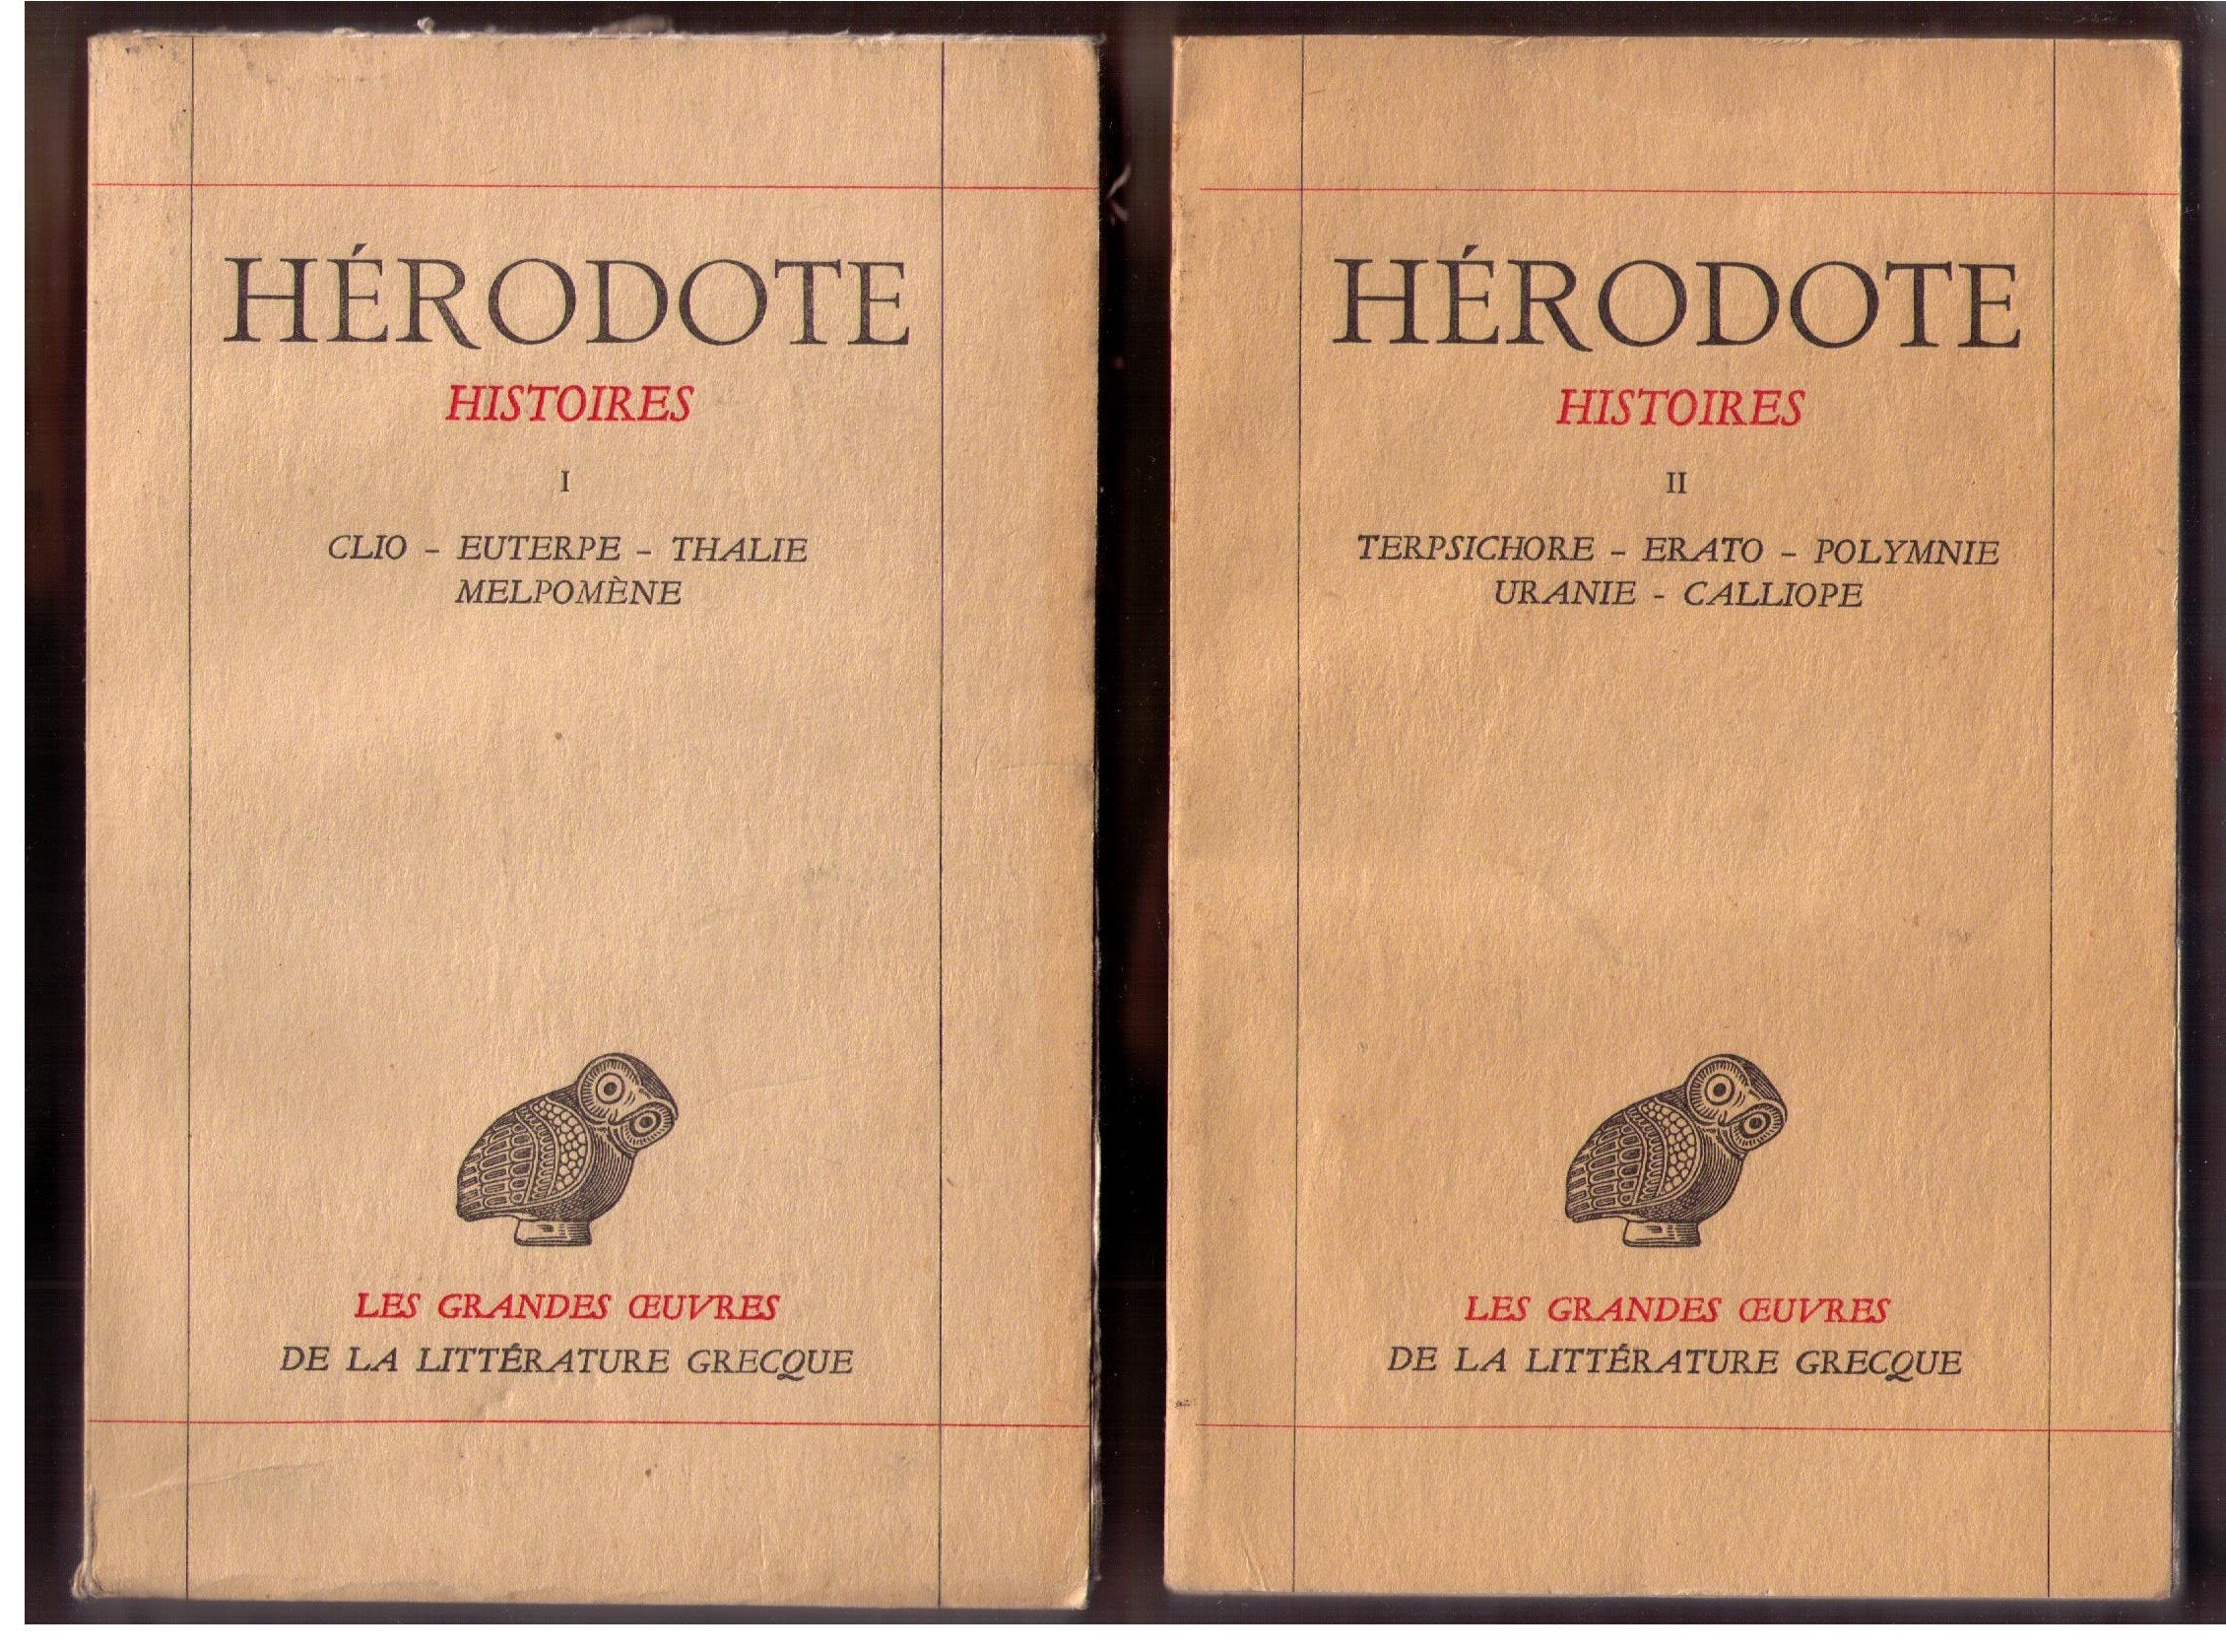 HÉRODOTE
HISTOIRES
I
CLIO - EUTERPE - THALIE
MELPOMÈNE
LES GRANDES ŒUVRES
DE LA LITTÉRATURE GRECQUE
HÉRODOTE
HISTOIRES
II
TERPSICHORE - ERATO - POLYMNIE
URANIE - CALLIOPE
LES GRANDES ŒUVRES
DE LA LITTÉRATURE GRECQUE